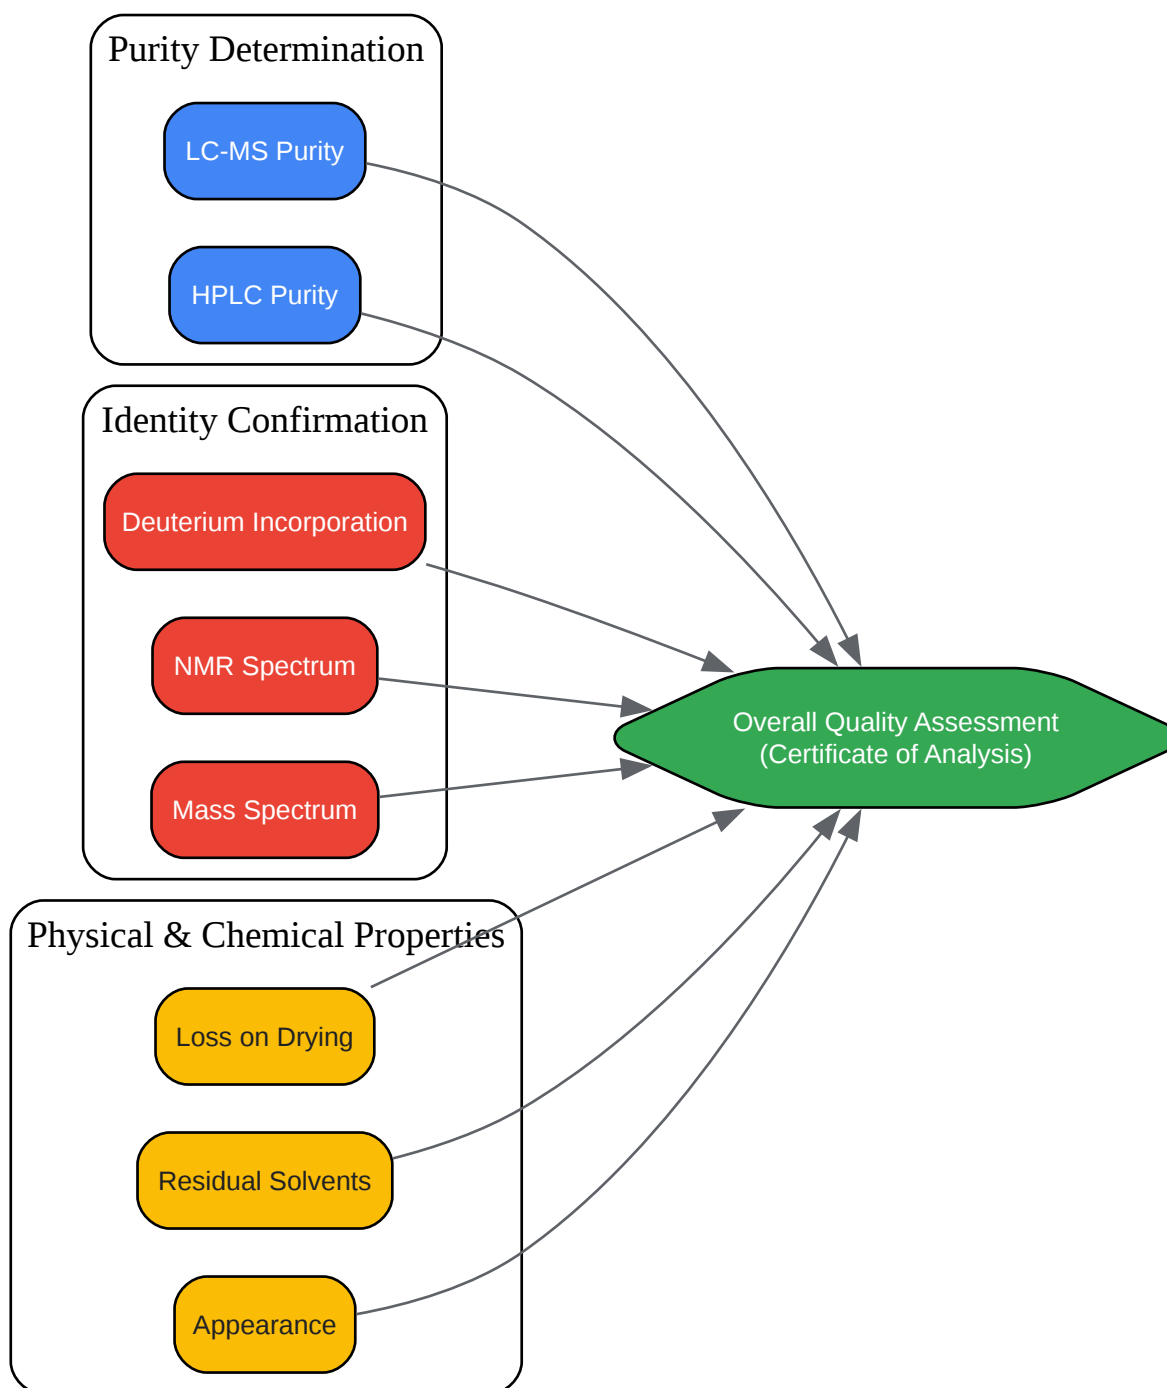 Purity Determination
LC-MS Purity
HPLC Purity
Identity Confirmation
Deuterium Incorporation
NMR Spectrum
Mass Spectrum
Overall Quality Assessment
(Certificate of Analysis)
Physical & Chemical Properties
Loss on Drying
Residual Solvents
Appearance